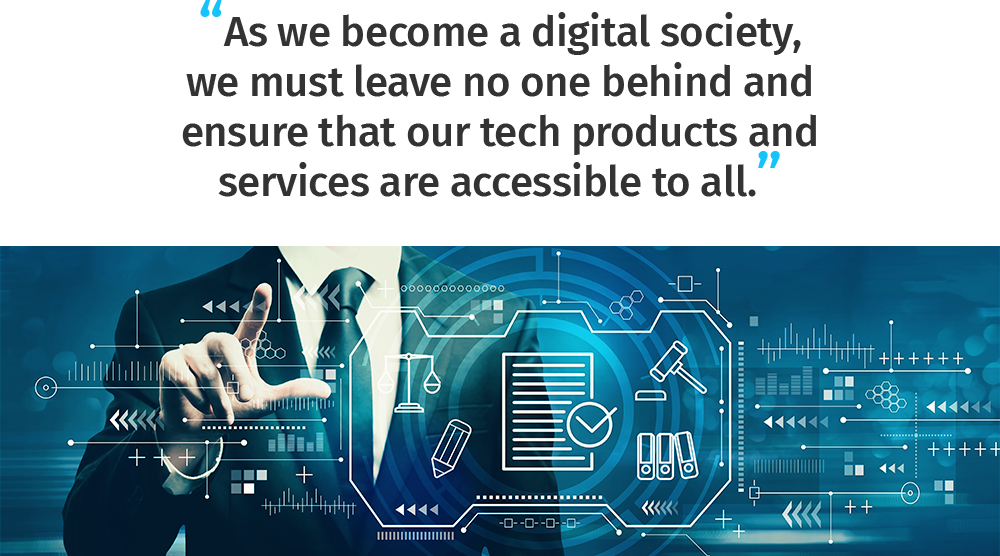 “As we become a digital society,
we must leave no one behind and
ensure that our tech products and
services are accessible to all.”